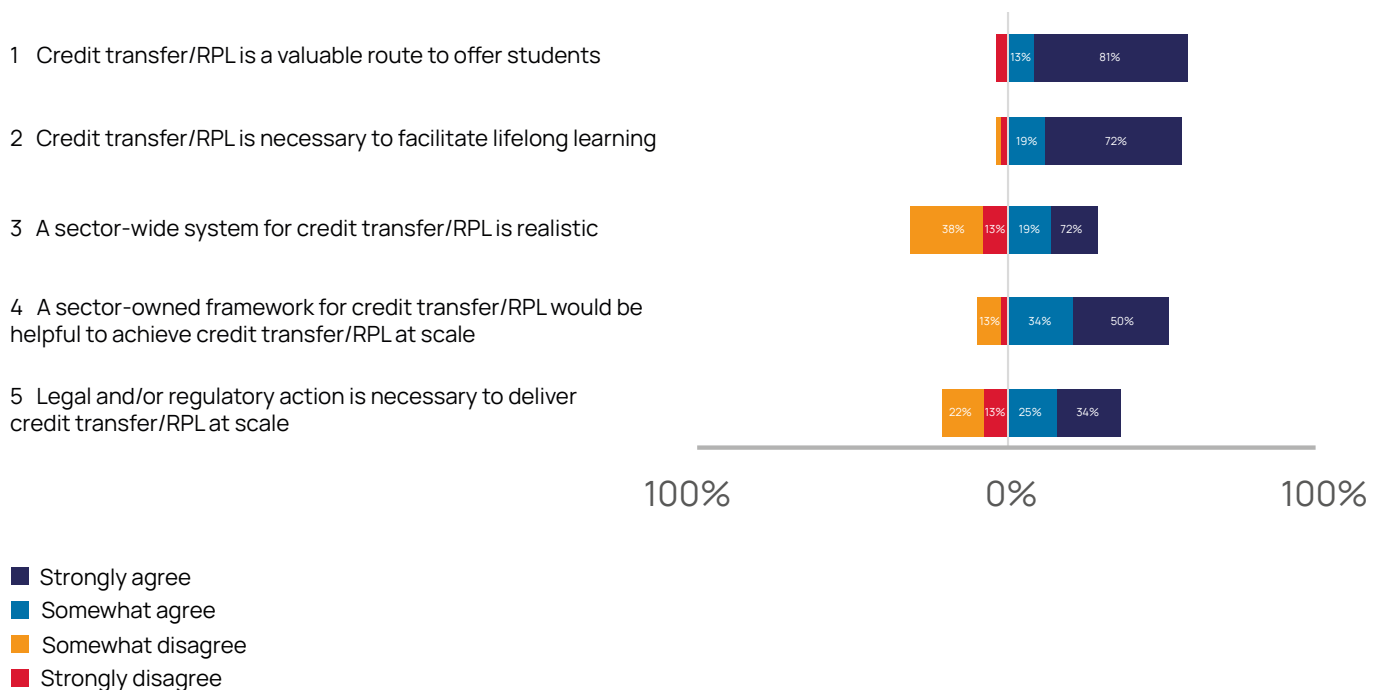 1 Credit transfer/RPL is a valuable route to offer students
13% 81%
2 Credit transfer/RPL is necessary to facilitate lifelong learning
19% 72%
3 A sector-wide system for credit transfer/RPL is realistic
38% 13% 19% 72%
4 A sector-owned framework for credit transfer/RPL would be
helpful to achieve credit transfer/RPL at scale
13% 34% 50%
5 Legal and/or regulatory action is necessary to deliver
credit transfer/RPL at scale
22% 13% 25% 34%
100% 0% 100%
Strongly agree
Somewhat agree
Somewhat disagree
Strongly disagree